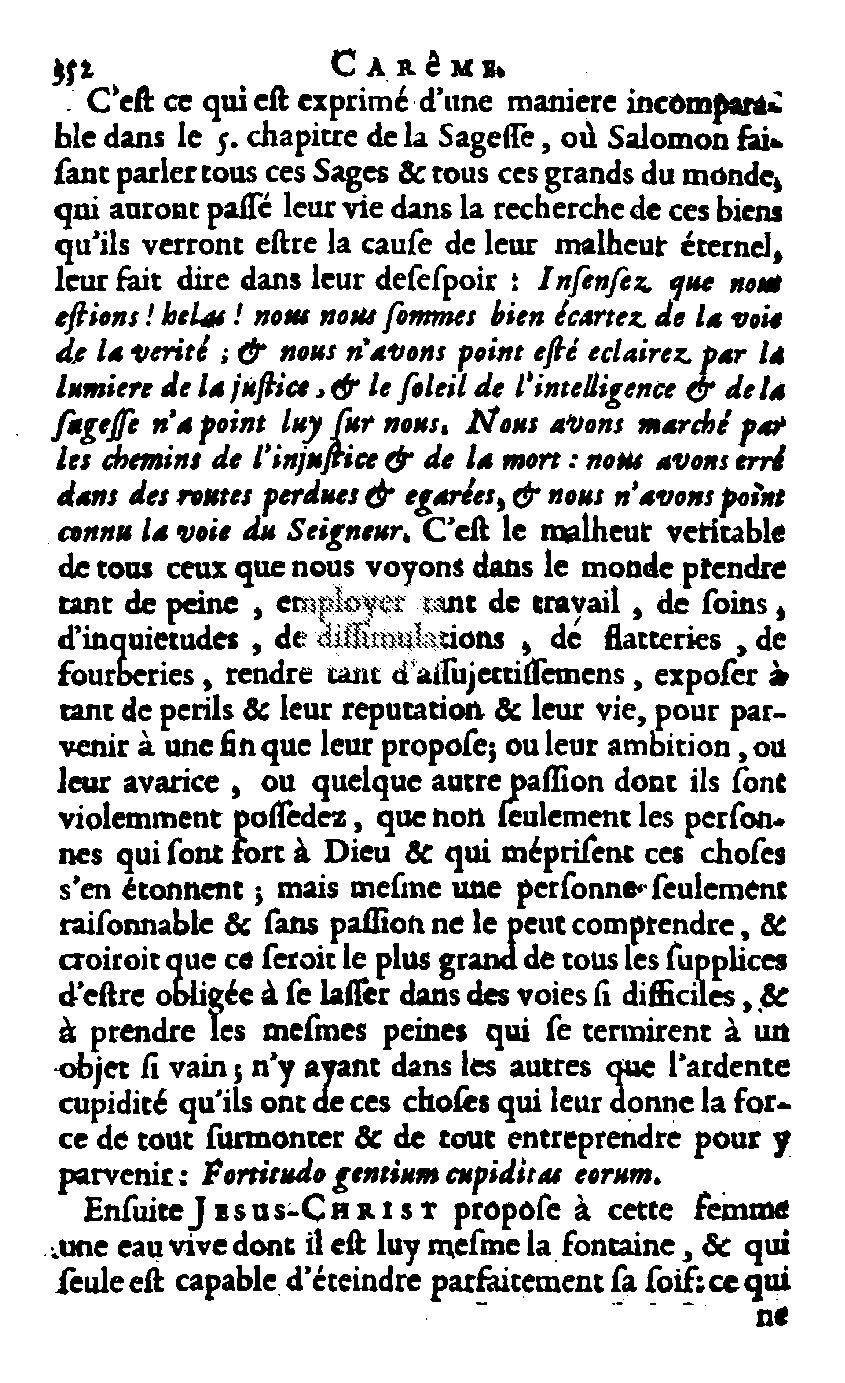 352 CARêME.
C'eſt ce qui eſt exprimé d'une maniere incompara-
ble dans le 5. chapitre de la Sageſſe, où Salomon fai-
ſant parler tous ces Sages & tous ces grands du monde,
qui auront paſſé leur vie dans la recherche de ces biens
qu'ils verront eſtre la cauſe de leur malheur éternel,
leur fait dire dans leur deſeſpoir : Inſenſez que nous
eſtions ! helas ! nous nous ſommes bien écartez de la voie
de la verité ; & nous n'avons point eſté eclairez par la
lumiere de la juſtice, & le ſoleil de l'intelligence & de la
ſageſſe n'a point luy ſur nous. Nous avons marché par
les chemins de l'injuſtice & de la mort : nous avons erré
dans des routes perdues & egarées, & nous n'avons point
connu la voie du Seigneur. C'eſt le malheur veritable
de tous ceux que nous voyons dans le monde prendre
tant de peine , employer tant de travail , de ſoins ,
d'inquietudes , de diſſimulations , de flatteries , de
fourberies , rendre tant d'aſſujettiſſemens , expoſer à
tant de perils & leur reputation & leur vie, pour par-
venir à une fin que leur propoſe; ou leur ambition , ou
leur avarice , ou quelque autre paſſion dont ils ſont
violemment poſſedez , que non ſeulement les perſon-
nes qui ſont fort à Dieu & qui mépriſent ces choſes
s'en étonnent ; mais meſme une perſonne ſeulement
raiſonnable & ſans paſſion ne le peut comprendre, &
croiroit que ce ſeroit le plus grand de tous les ſupplices
d'eſtre obligée à ſe laſſer dans des voies ſi difficiles , &
à prendre les meſmes peines qui ſe termirent à un
objet ſi vain ; n'y ayant dans les autres que l'ardente
cupidité qu'ils ont de ces choſes qui leur donne la for-
ce de tout ſurmonter & de tout entreprendre pour y
parvenir : Fortitudo gentium cupiditas eorum.
Enſuite JESUS-CHRIST propoſe à cette femme
une eau vive dont il eſt luy meſme la fontaine , & qui
ſeule eſt capable d'éteindre parfaitement ſa ſoif: ce qui
ne